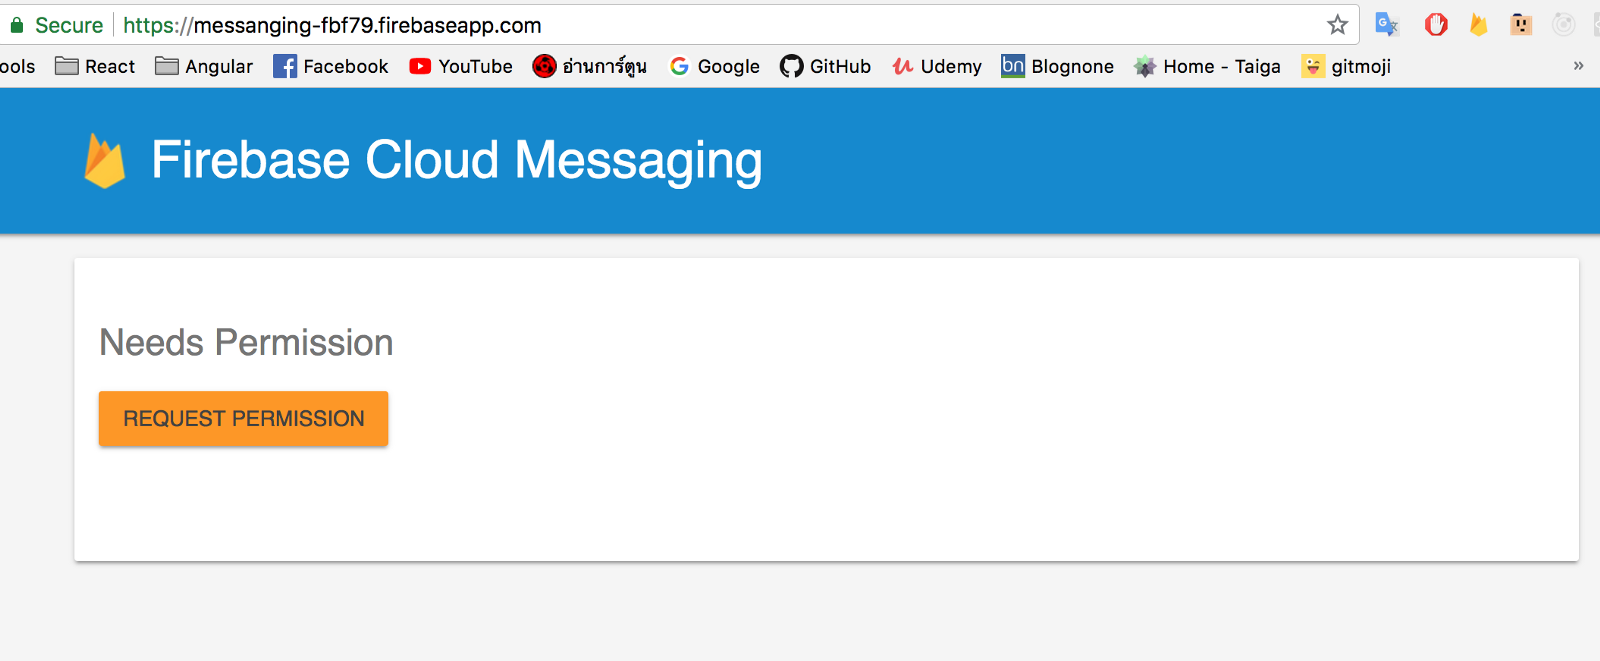 Secure https://messanging-fbf79.firebaseapp.com
ools React Angular Facebook YouTube อ่านการ์ตูน Google GitHub Udemy bn Blognone Home - Taiga gitmoji »
Firebase Cloud Messaging
Needs Permission
REQUEST PERMISSION